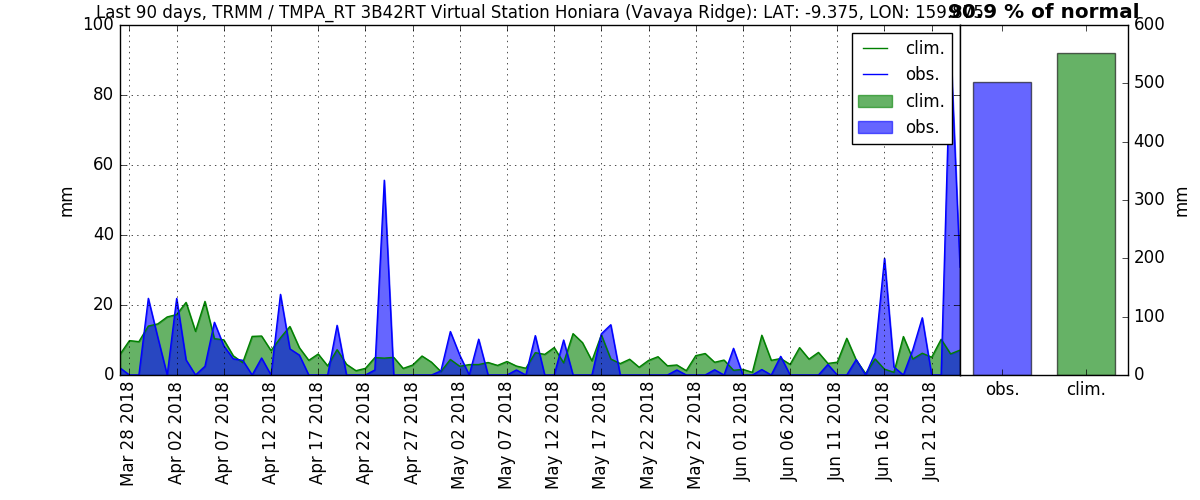 Last 90 days, TRMM / TMPA_RT 3B42RT Virtual Station Honiara (Vavaya Ridge): LAT: -9.375, LON: 159.875
90.9 % of normal
100
80
60
40
20
0
mm
clim.
obs.
clim.
obs.
600
500
400
300
200
100
0
mm
obs.
clim.
Mar 28 2018
Apr 02 2018
Apr 07 2018
Apr 12 2018
Apr 17 2018
Apr 22 2018
Apr 27 2018
May 02 2018
May 07 2018
May 12 2018
May 17 2018
May 22 2018
May 27 2018
Jun 01 2018
Jun 06 2018
Jun 11 2018
Jun 16 2018
Jun 21 2018